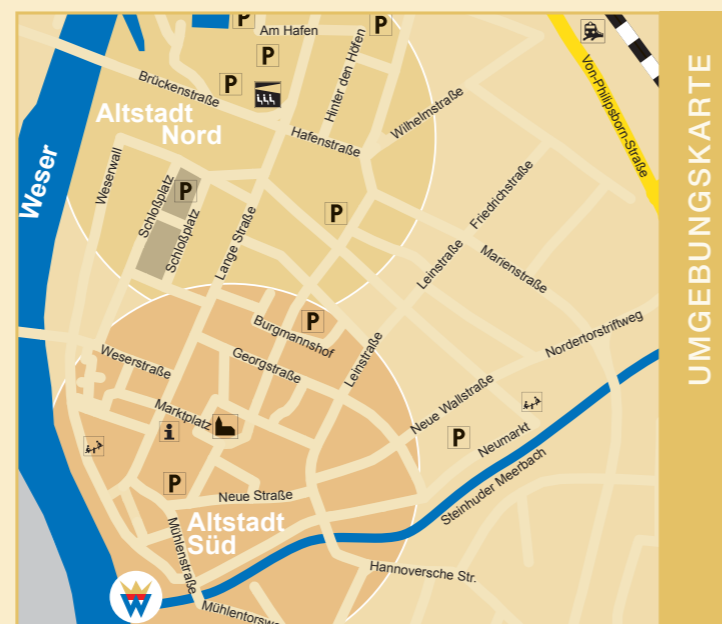 P
Am Hafen
P
P
P
Hinter den Höfen
Brückenstraße
Von-Philipsborn-Straße
Altstadt
Nord
Hafenstraße
Wilhelmstraße
Weser
Weserwall
Schloßplatz
P
Schloßplatz
Lange Straße
P
Friedrichstraße
Leinstraße
Marienstraße
UMGEBUNGSKARTE
P
Burgmannshof
Nordertorstriftweg
Weserstraße
Georgstraße
Leinstraße
Neue Wallstraße
Marktplatz
i
P
Neumarkt
Steinhuder Meerbach
P
Neue Straße
Altstadt
Süd
Mühlenstraße
Hannoversche Str.
W